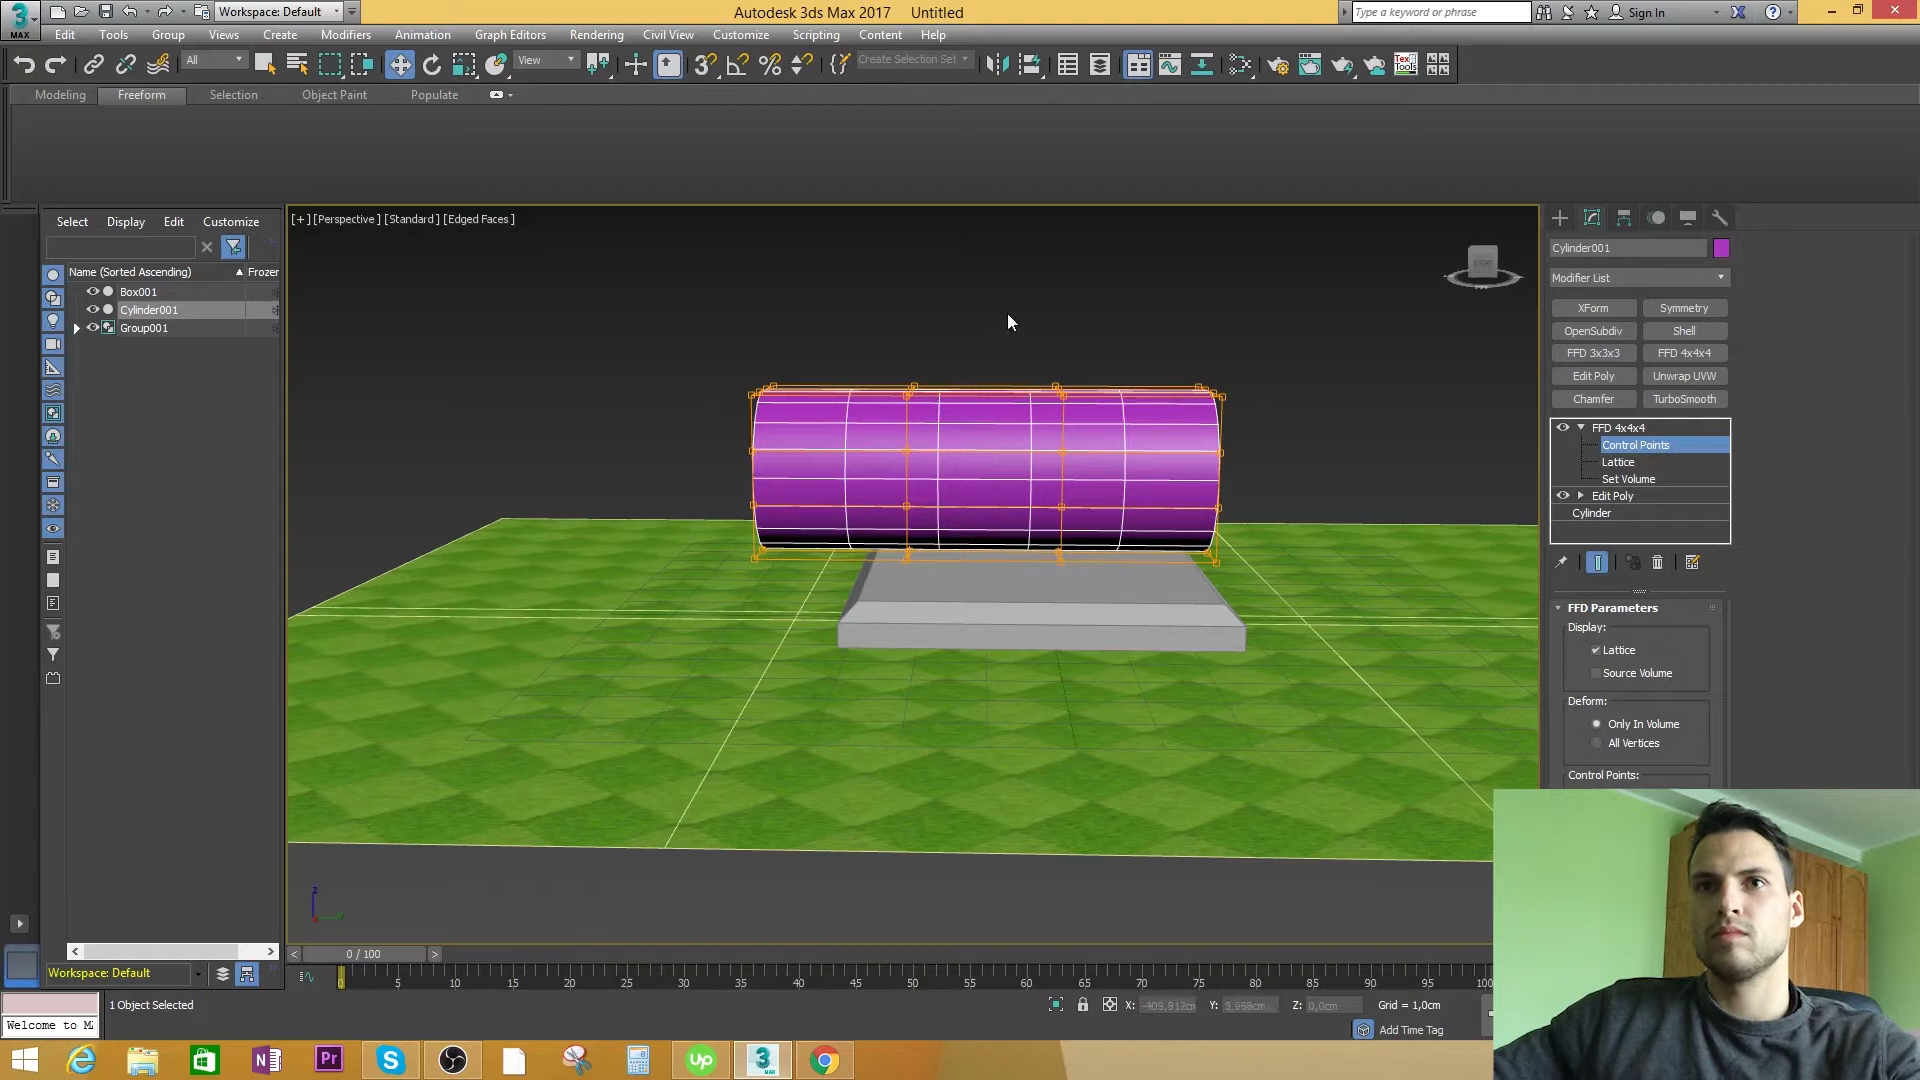 MAX
Workspace: Default
Autodesk 3ds Max 2017 Untitled
Type a keyword or phrase
Sign In
Edit Tools Group Views Create Modifiers Animation Graph Editors Rendering Civil View Customize Scripting Content Help
All
View
Create Selection Set
Modeling Freeform Selection Object Paint Populate
Select Display Edit Customize
[+] [Perspective ] [Standard ] [Edged Faces ]
RIGHT
Name (Sorted Ascending) Frozen
Box001
Cylinder001
Group001
Cylinder001
Modifier List
XForm Symmetry
OpenSubdiv Shell
FFD 3x3x3 FFD 4x4x4
Edit Poly Unwrap UVW
Chamfer TurboSmooth
FFD 4x4x4
Control Points
Lattice
Set Volume
Edit Poly
Cylinder
FFD Parameters
Display:
Lattice
Source Volume
Deform:
Only In Volume
All Vertices
Control Points:
z
0 / 100
Workspace: Default
0 5 10 15 20 25 30 35 40 45 50 55 60 65 70 75 80 85 90 95 100
1 Object Selected
X: Y: Z: 0,0cm Grid = 1,0cm
Welcome to M
Add Time Tag
N Pr S Up 3 MAX